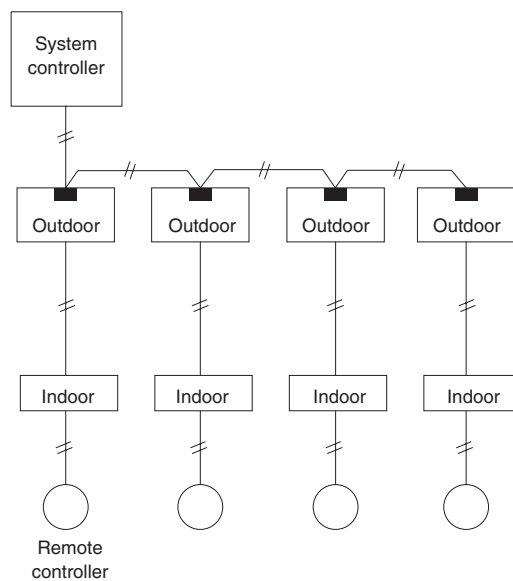 System
controller
Outdoor
Outdoor
Outdoor
Outdoor
Indoor
Indoor
Indoor
Indoor
Remote
controller